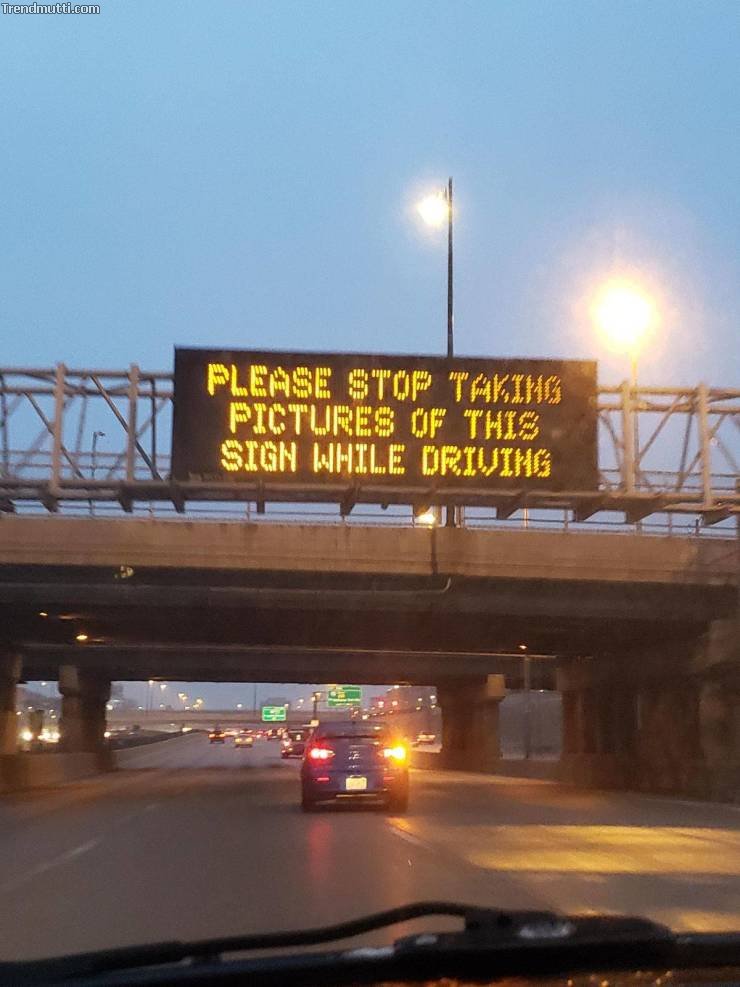 Trendmutti.com
PLEASE STOP TAKING
PICTURES OF THIS
SIGN WHILE DRIVING